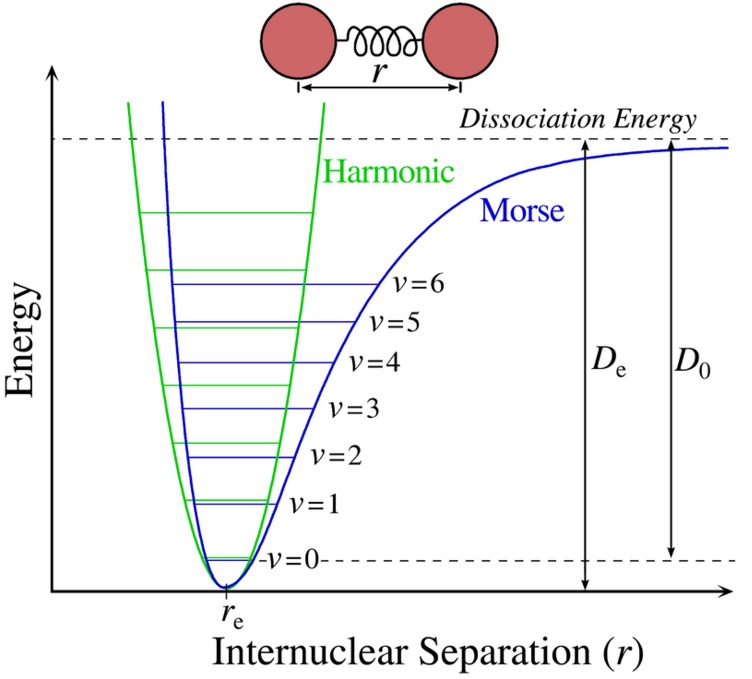 r
Dissociation Energy
Harmonic
Morse
v=6
v=5
v=4
v=3
v=2
v=1
v=0
Dₑ
D₀
Energy
rₑ
Internuclear Separation (r)